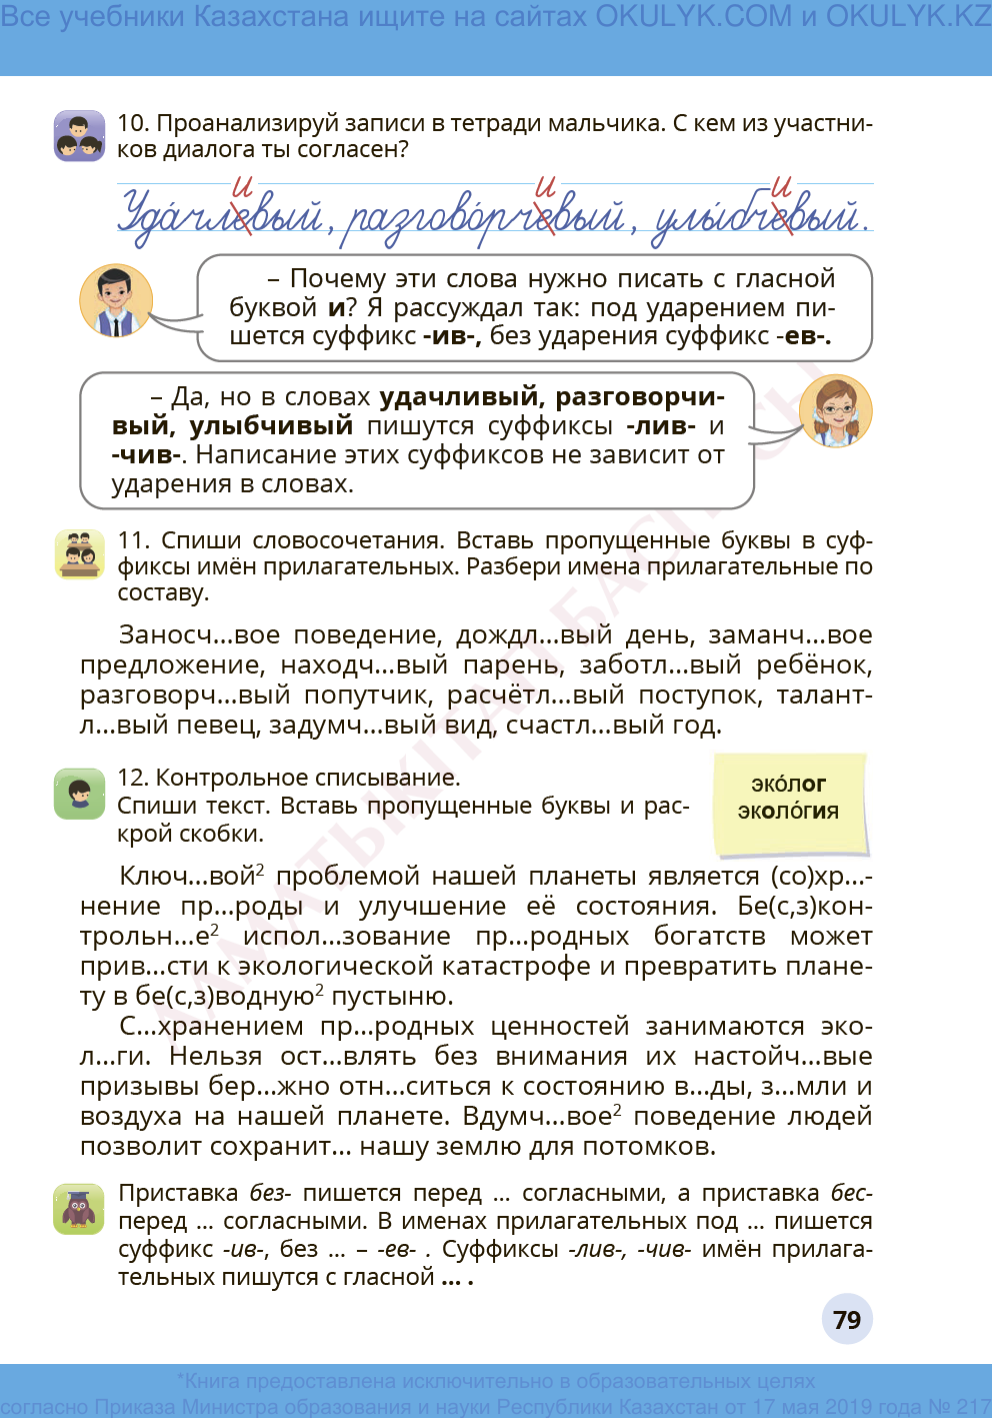 Все учебники Казахстана ищите на сайтах OKULYK.COM и OKULYK.KZ
10. Проанализируй записи в тетради мальчика. С кем из участни-
ков диалога ты согласен?
и и и
Уда́члевый, разгово́рчевый, улы́бчевый.
– Почему эти слова нужно писать с гласной
буквой и? Я рассуждал так: под ударением пи-
шется суффикс -ив-, без ударения суффикс -ев-.
– Да, но в словах удачливый, разговорчи-
вый, улыбчивый пишутся суффиксы -лив- и
-чив-. Написание этих суффиксов не зависит от
ударения в словах.
11. Спиши словосочетания. Вставь пропущенные буквы в суф-
фиксы имён прилагательных. Разбери имена прилагательные по
составу.
Заносч...вое поведение, дождл...вый день, заманч...вое
предложение, находч...вый парень, заботл...вый ребёнок,
разговорч...вый попутчик, расчётл...вый поступок, талант-
л...вый певец, задумч...вый вид, счастл...вый год.
12. Контрольное списывание.
Спиши текст. Вставь пропущенные буквы и рас-
крой скобки.
эко́лог
эколо́гия
Ключ...вой² проблемой нашей планеты является (со)хр...-
нение пр...роды и улучшение её состояния. Бе(с,з)кон-
трольн...е² испол...зование пр...родных богатств может
прив...сти к экологической катастрофе и превратить плане-
ту в бе(с,з)водную² пустыню.
С...хранением пр...родных ценностей занимаются эко-
л...ги. Нельзя ост...влять без внимания их настойч...вые
призывы бер...жно отн...ситься к состоянию в...ды, з...мли и
воздуха на нашей планете. Вдумч...вое² поведение людей
позволит сохранит... нашу землю для потомков.
Приставка без- пишется перед ... согласными, а приставка бес-
перед ... согласными. В именах прилагательных под ... пишется
суффикс -ив-, без ... – -ев- . Суффиксы -лив-, -чив- имён прилага-
тельных пишутся с гласной ... .
79
АЛМАТЫКІТАП БАСПАСЫ
*Книга предоставлена исключительно в образовательных целях
согласно Приказа Министра образования и науки Республики Казахстан от 17 мая 2019 года № 217